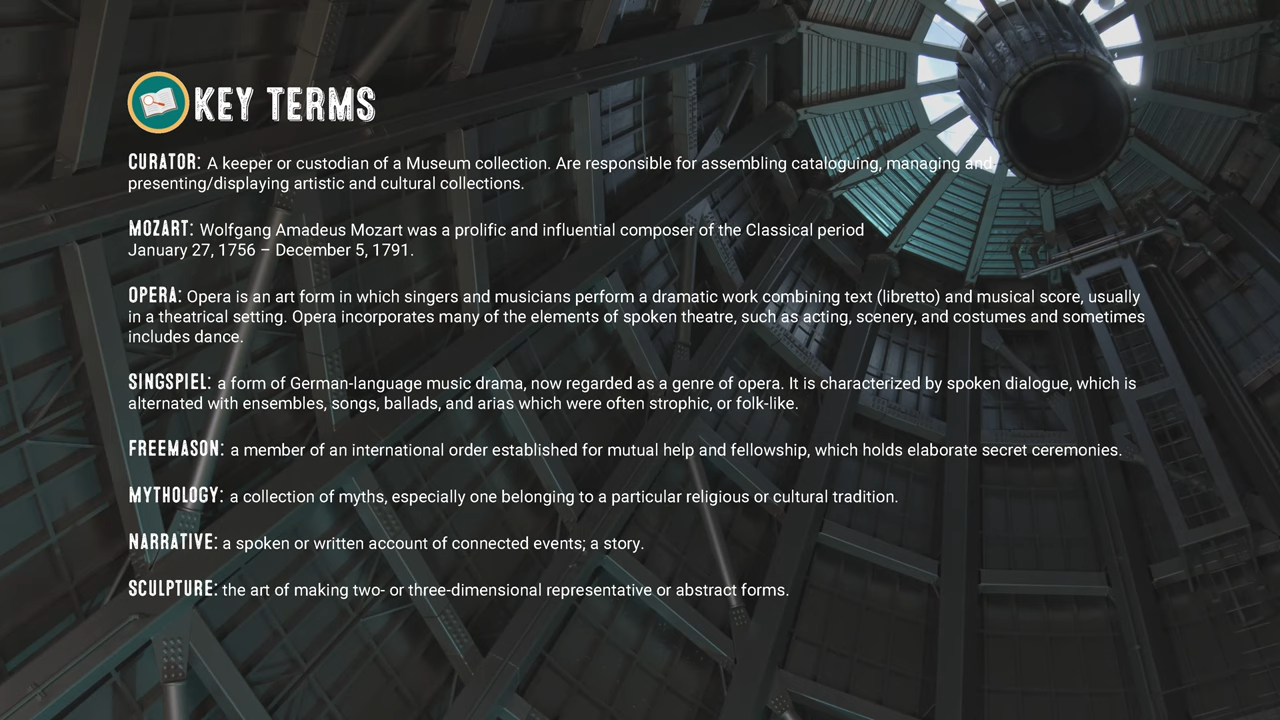 KEY TERMS
CURATOR: A keeper or custodian of a Museum collection. Are responsible for assembling cataloguing, managing and
presenting/displaying artistic and cultural collections.
MOZART: Wolfgang Amadeus Mozart was a prolific and influential composer of the Classical period
January 27, 1756 – December 5, 1791.
OPERA: Opera is an art form in which singers and musicians perform a dramatic work combining text (libretto) and musical score, usually
in a theatrical setting. Opera incorporates many of the elements of spoken theatre, such as acting, scenery, and costumes and sometimes
includes dance.
SINGSPIEL: a form of German-language music drama, now regarded as a genre of opera. It is characterized by spoken dialogue, which is
alternated with ensembles, songs, ballads, and arias which were often strophic, or folk-like.
FREEMASON: a member of an international order established for mutual help and fellowship, which holds elaborate secret ceremonies.
MYTHOLOGY: a collection of myths, especially one belonging to a particular religious or cultural tradition.
NARRATIVE: a spoken or written account of connected events; a story.
SCULPTURE: the art of making two- or three-dimensional representative or abstract forms.